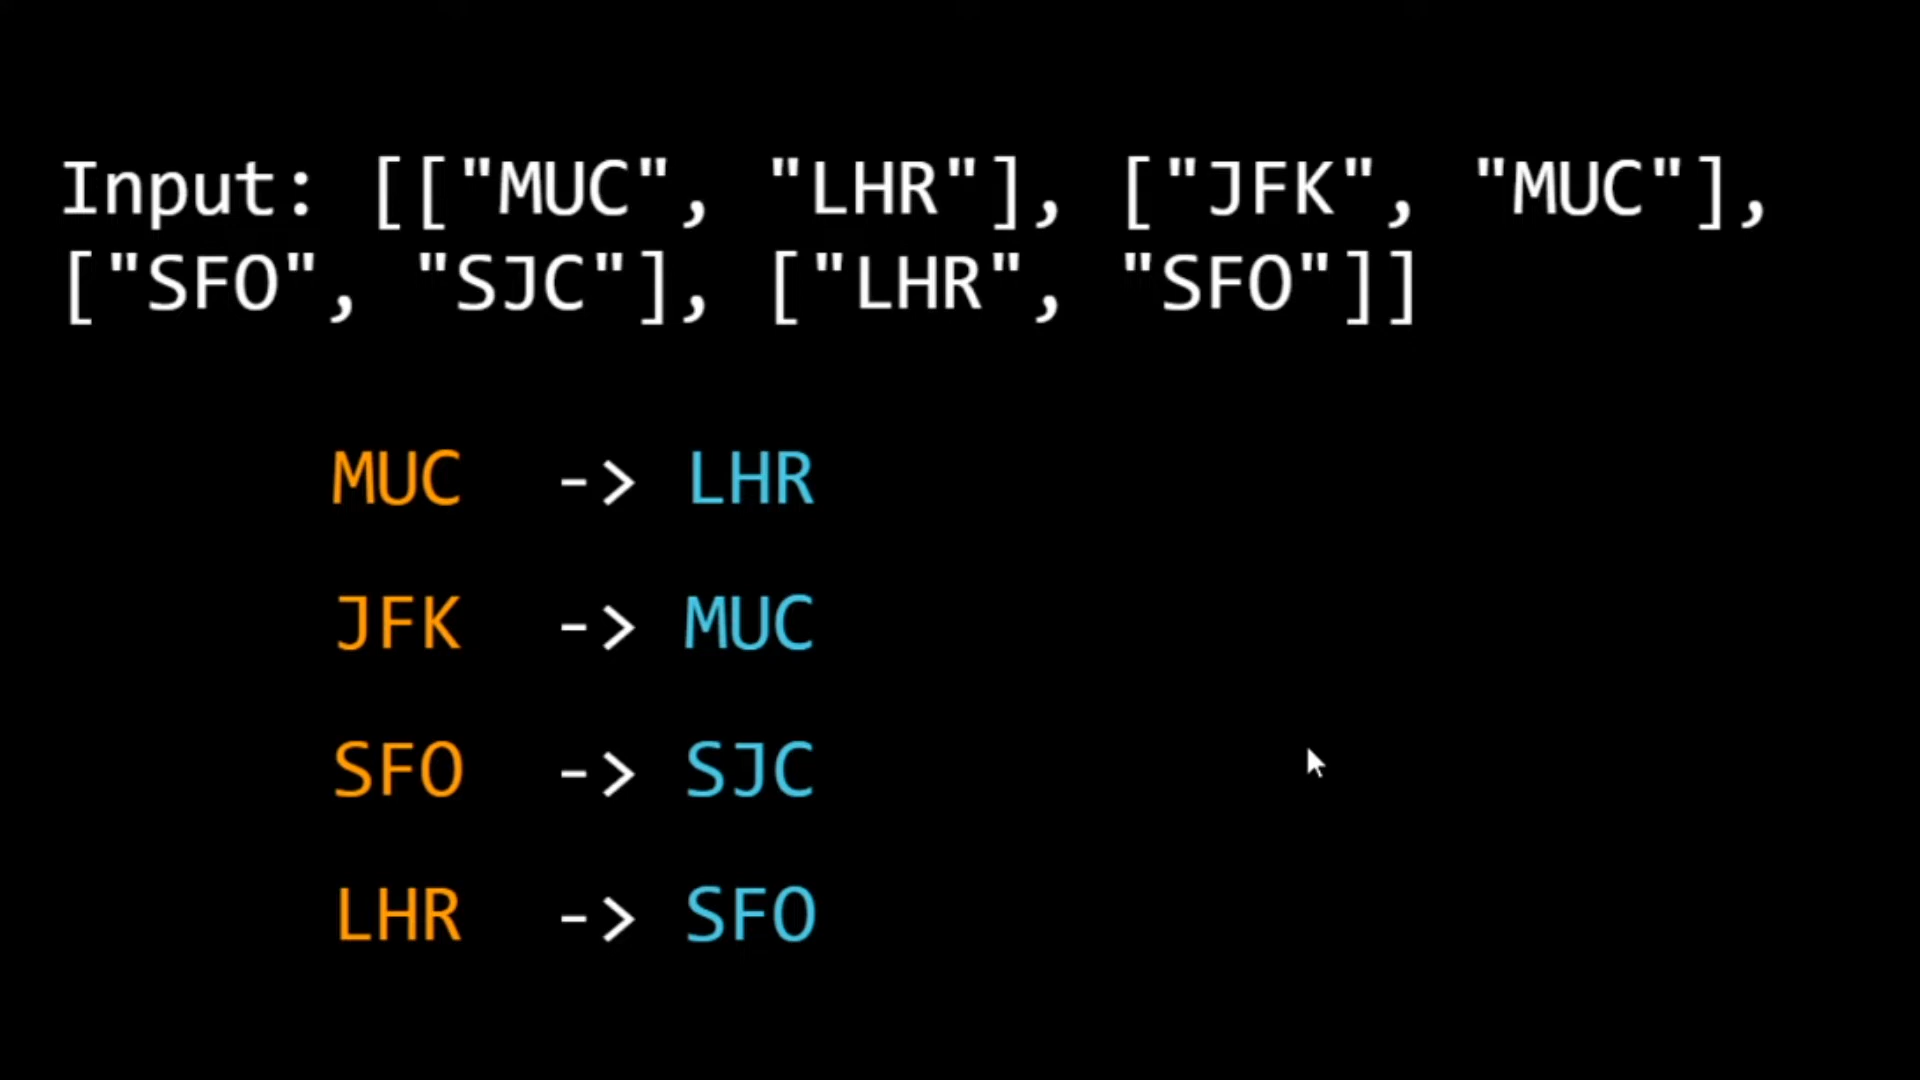 Input: [["MUC", "LHR"], ["JFK", "MUC"],
["SFO", "SJC"], ["LHR", "SFO"]]
MUC -> LHR
JFK -> MUC
SFO -> SJC
LHR -> SFO